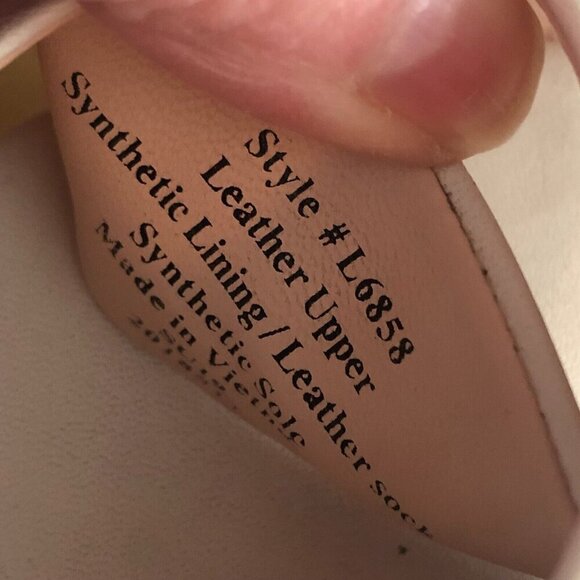 Style #L6858
Leather Upper
Synthetic Lining / Leather sock
Synthetic Sole
Made in Vietnam